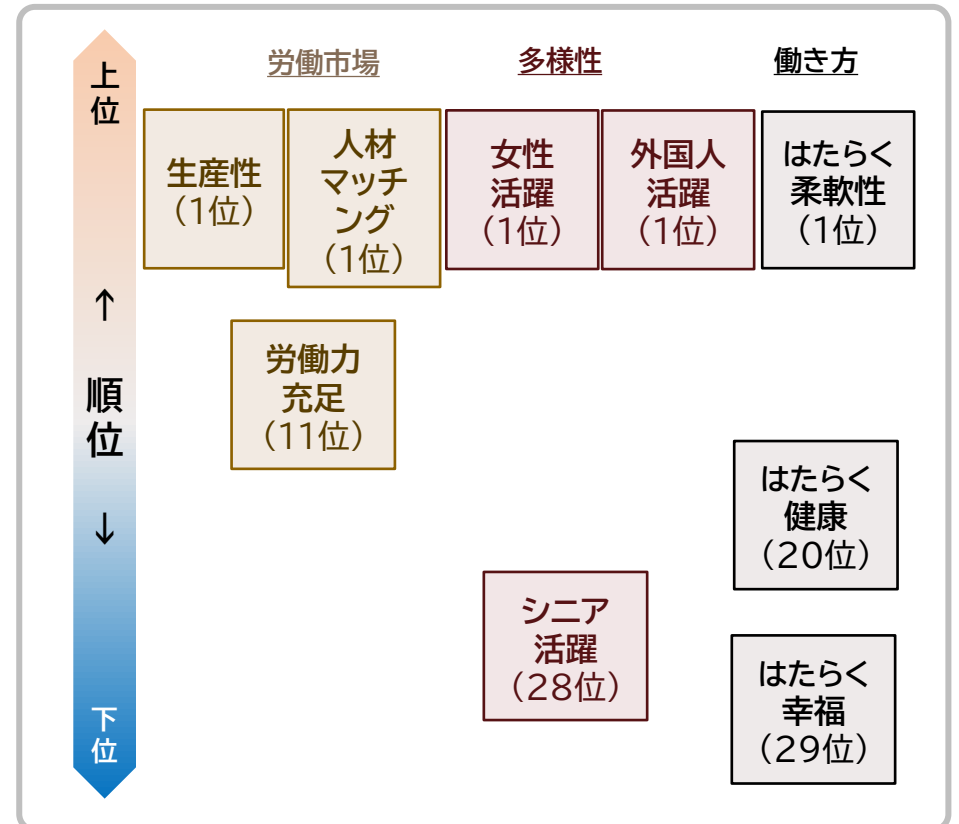 上
位
↑
順
位
↓
下
位
労働市場
多様性
働き方
生産性
（1位）
人材
マッチ
ング
（1位）
女性
活躍
（1位）
外国人
活躍
（1位）
はたらく
柔軟性
（1位）
労働力
充足
（11位）
はたらく
健康
（20位）
シニア
活躍
（28位）
はたらく
幸福
（29位）